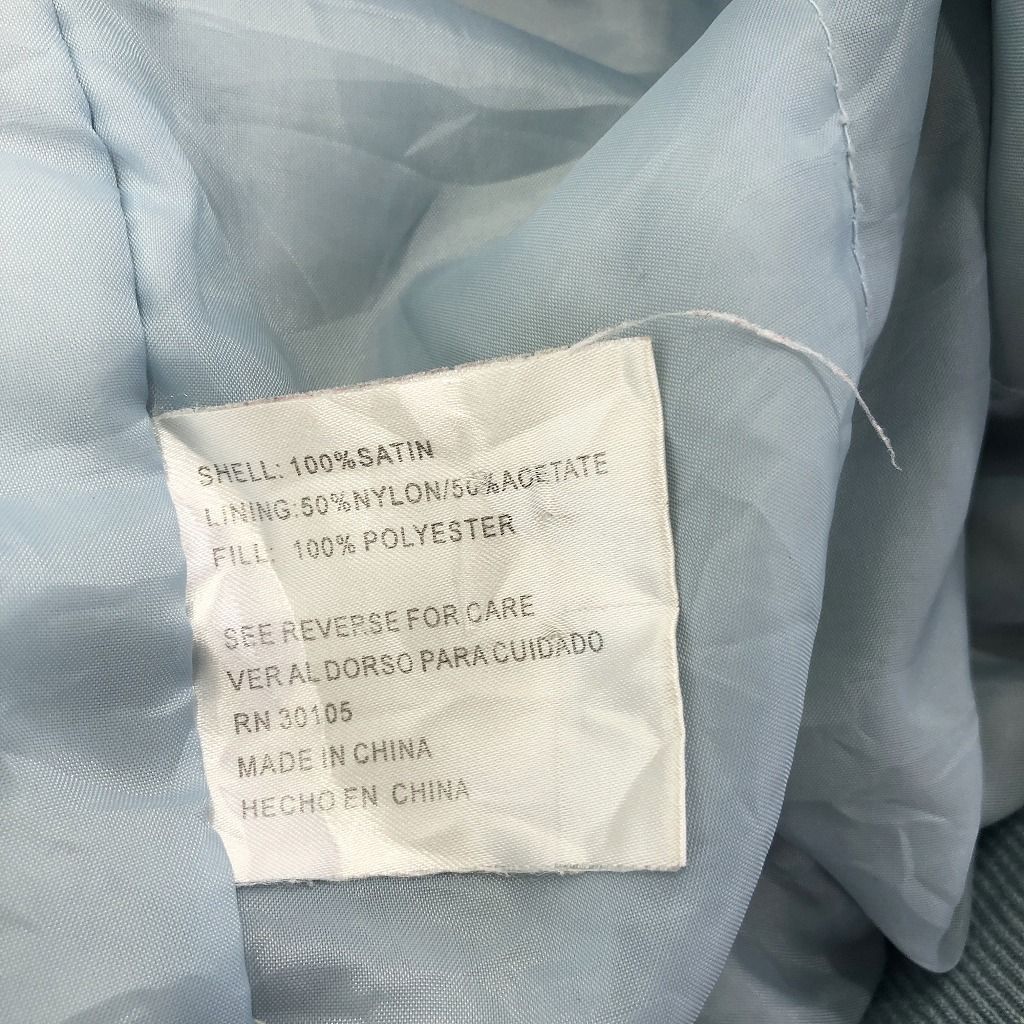 SHELL: 100%SATIN
LINING:50%NYLON/50%ACETATE
FILL: 100% POLYESTER
SEE REVERSE FOR CARE
VER AL DORSO PARA CUIDADO
RN 30105
MADE IN CHINA
HECHO EN CHINA